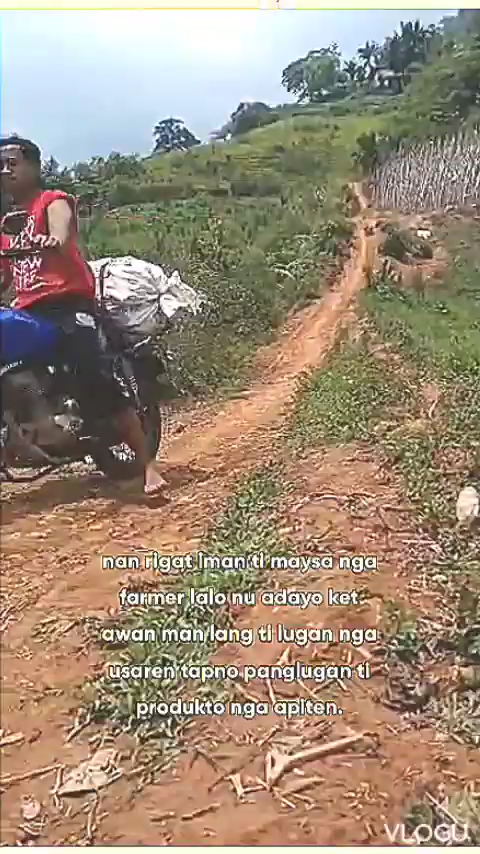 NEW
nan rigat iman ti maysa nga
farmer lalo nu adayo ket.
awan man lang ti lugan nga
usaren tapno panglugan ti
produkto nga apiten.
VLOGU.